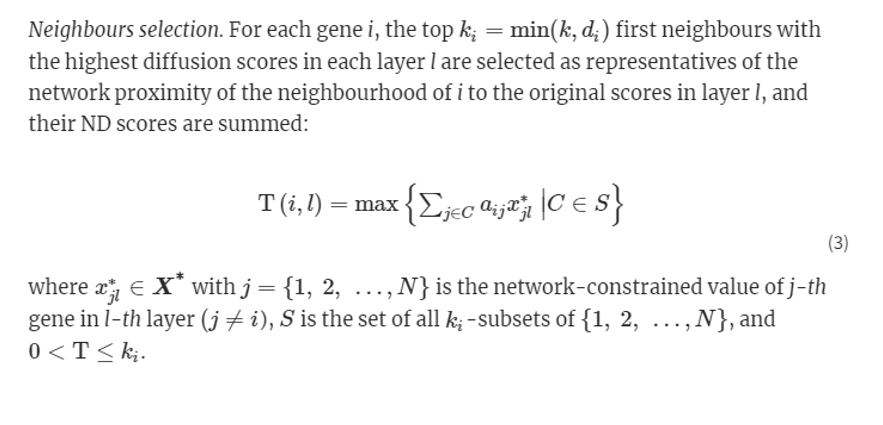 Neighbours selection. For each gene i, the top kᵢ = min(k, dᵢ) first neighbours with
the highest diffusion scores in each layer l are selected as representatives of the
network proximity of the neighbourhood of i to the original scores in layer l, and
their ND scores are summed:
T (i, l) = max {∑_{j∈C} a_{ij}x*_{jl} |C ∈ S}
(3)
where x*_{jl} ∈ X* with j = {1, 2, …, N} is the network-constrained value of j-th
gene in l-th layer (j ≠ i), S is the set of all kᵢ-subsets of {1, 2, …, N}, and
0 < T ≤ kᵢ.